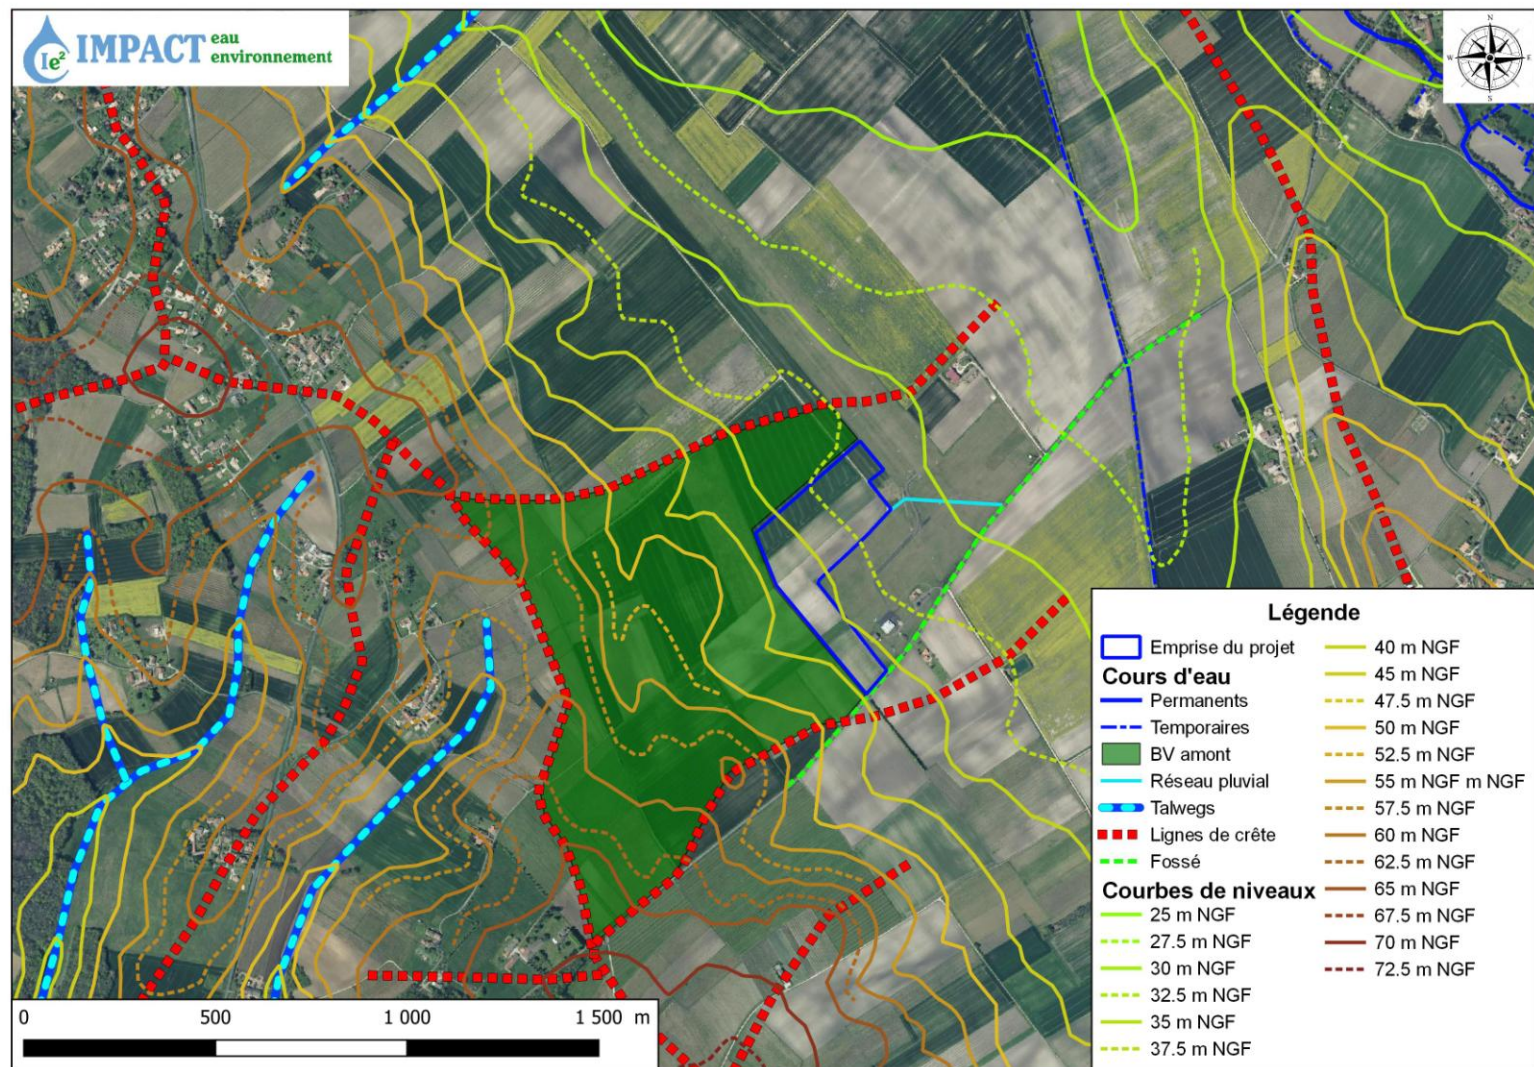 Ie²
IMPACT eau
environnement
N
W E
S
Légende
Emprise du projet
Cours d'eau
Permanents
Temporaires
BV amont
Réseau pluvial
Talwegs
Lignes de crête
Fossé
Courbes de niveaux
25 m NGF
27.5 m NGF
30 m NGF
32.5 m NGF
35 m NGF
37.5 m NGF
40 m NGF
45 m NGF
47.5 m NGF
50 m NGF
52.5 m NGF
55 m NGF m NGF
57.5 m NGF
60 m NGF
62.5 m NGF
65 m NGF
67.5 m NGF
70 m NGF
72.5 m NGF
0 500 1 000 1 500 m